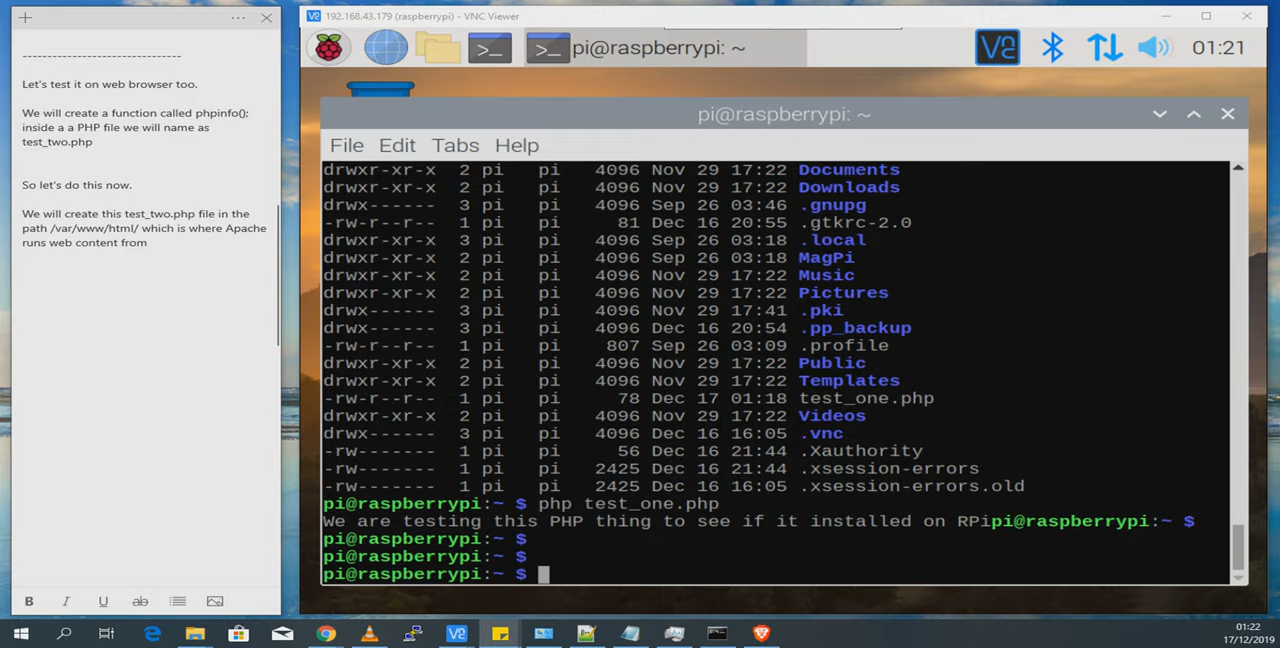 -------------------------------
Let's test it on web browser too.
We will create a function called phpinfo();
inside a a PHP file we will name as
test_two.php
So let's do this now.
We will create this test_two.php file in the
path /var/www/html/ which is where Apache
runs web content from
B I U ab
192.168.43.179 (raspberrypi) - VNC Viewer
pi@raspberrypi: ~
01:21
pi@raspberrypi: ~
File Edit Tabs Help
drwxr-xr-x 2 pi pi 4096 Nov 29 17:22 Documents
drwxr-xr-x 2 pi pi 4096 Nov 29 17:22 Downloads
drwx------ 3 pi pi 4096 Sep 26 03:46 .gnupg
-rw-r--r-- 1 pi pi 81 Dec 16 20:55 .gtkrc-2.0
drwxr-xr-x 3 pi pi 4096 Sep 26 03:18 .local
drwxr-xr-x 2 pi pi 4096 Sep 26 03:18 MagPi
drwxr-xr-x 2 pi pi 4096 Nov 29 17:22 Music
drwxr-xr-x 2 pi pi 4096 Nov 29 17:22 Pictures
drwx------ 3 pi pi 4096 Nov 29 17:41 .pki
drwx------ 3 pi pi 4096 Dec 16 20:54 .pp_backup
-rw-r--r-- 1 pi pi 807 Sep 26 03:09 .profile
drwxr-xr-x 2 pi pi 4096 Nov 29 17:22 Public
drwxr-xr-x 2 pi pi 4096 Nov 29 17:22 Templates
-rw-r--r-- 1 pi pi 78 Dec 17 01:18 test_one.php
drwxr-xr-x 2 pi pi 4096 Nov 29 17:22 Videos
drwx------ 3 pi pi 4096 Dec 16 16:05 .vnc
-rw------- 1 pi pi 56 Dec 16 21:44 .Xauthority
-rw------- 1 pi pi 2425 Dec 16 21:44 .xsession-errors
-rw------- 1 pi pi 2425 Dec 16 16:05 .xsession-errors.old
pi@raspberrypi:~ $ php test_one.php
We are testing this PHP thing to see if it installed on RPipi@raspberrypi:~ $
pi@raspberrypi:~ $
pi@raspberrypi:~ $
pi@raspberrypi:~ $
01:22
17/12/2019